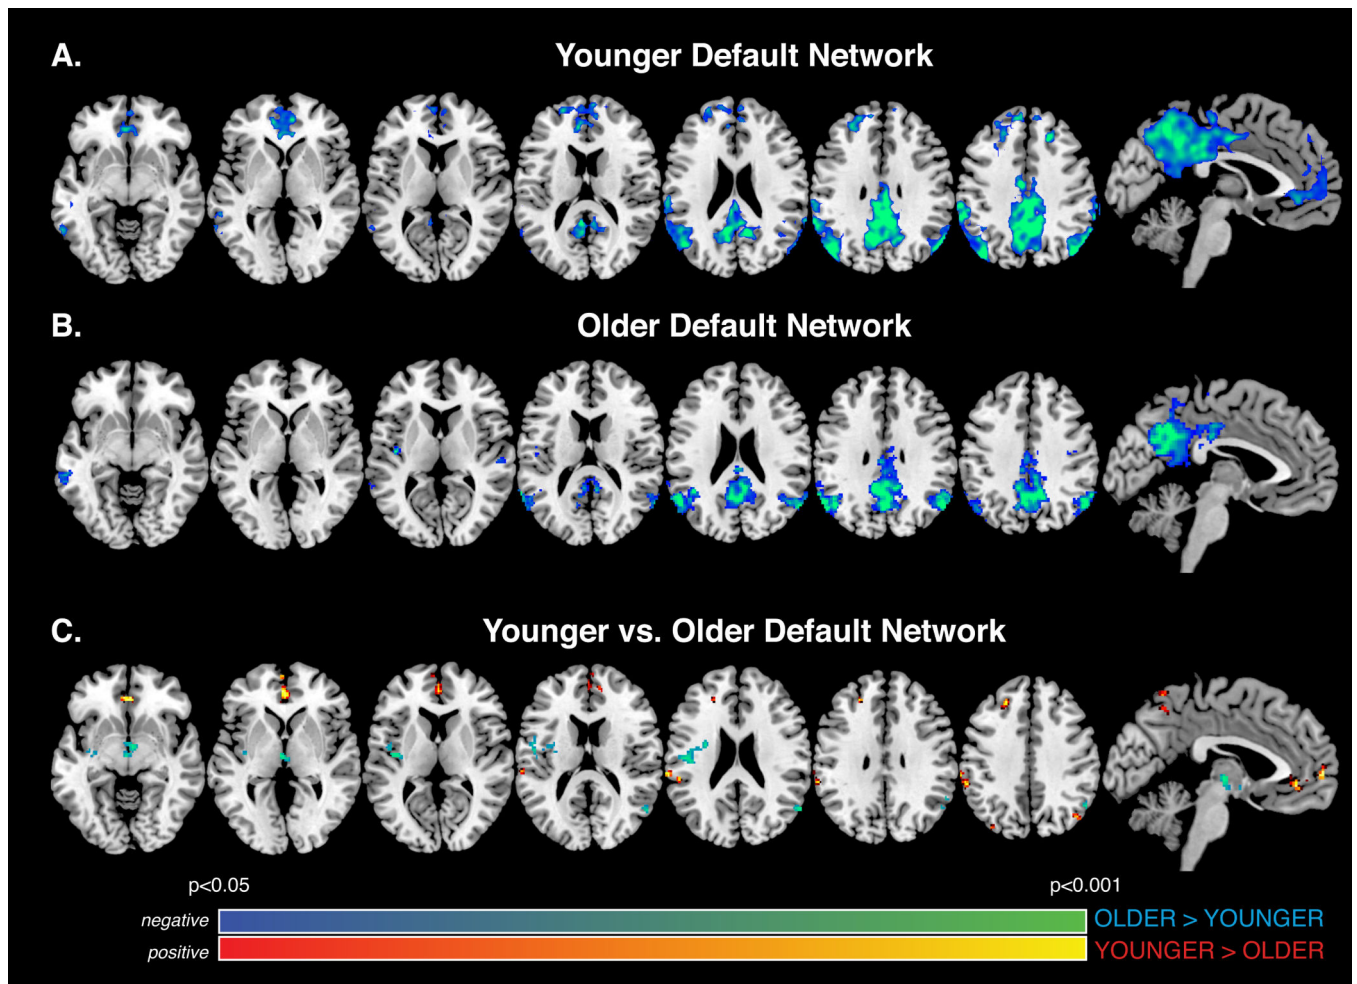 A.
Younger Default Network
B.
Older Default Network
C.
Younger vs. Older Default Network
p<0.05
p<0.001
negative
OLDER > YOUNGER
positive
YOUNGER > OLDER